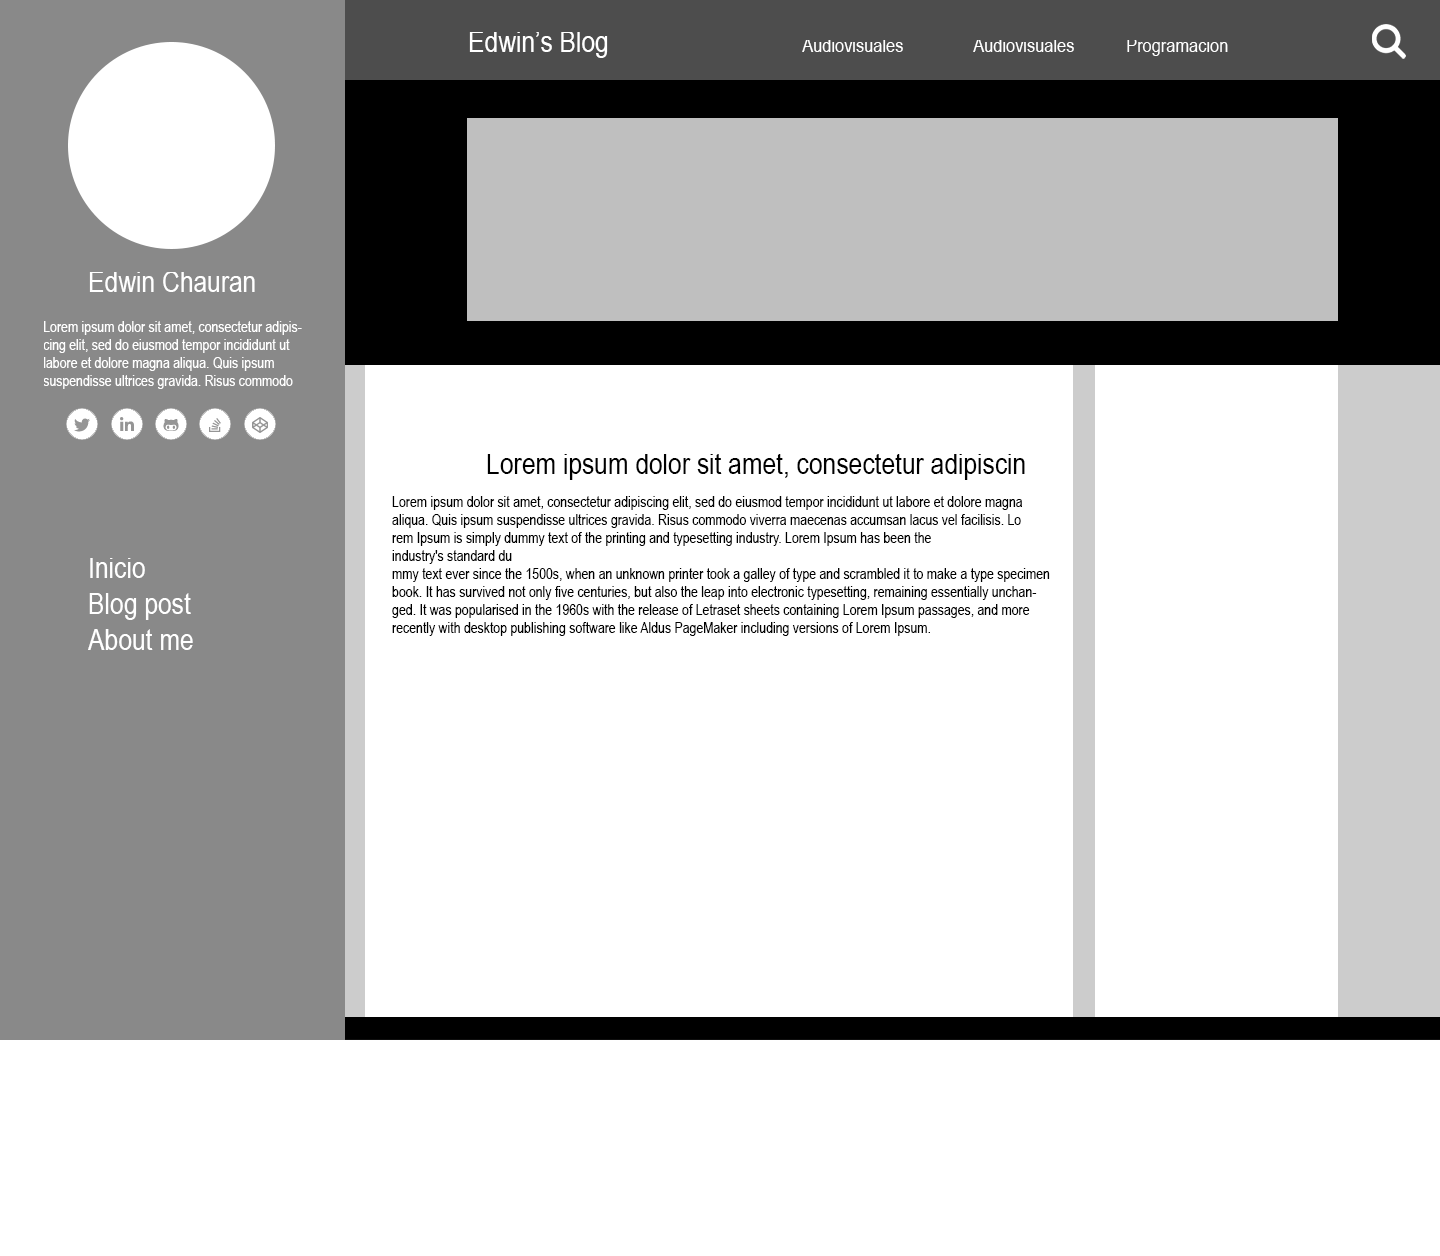 Edwin's Blog
Audiovisuales
Audiovisuales
Programacion
Edwin Chauran
Lorem ipsum dolor sit amet, consectetur adipis-
cing elit, sed do eiusmod tempor incididunt ut
labore et dolore magna aliqua. Quis ipsum
suspendisse ultrices gravida. Risus commodo
in
Inicio
Blog post
About me
Lorem ipsum dolor sit amet, consectetur adipiscin
Lorem ipsum dolor sit amet, consectetur adipiscing elit, sed do eiusmod tempor incididunt ut labore et dolore magna
aliqua. Quis ipsum suspendisse ultrices gravida. Risus commodo viverra maecenas accumsan lacus vel facilisis. Lo
rem Ipsum is simply dummy text of the printing and typesetting industry. Lorem Ipsum has been the
industry's standard du
mmy text ever since the 1500s, when an unknown printer took a galley of type and scrambled it to make a type specimen
book. It has survived not only five centuries, but also the leap into electronic typesetting, remaining essentially unchan-
ged. It was popularised in the 1960s with the release of Letraset sheets containing Lorem Ipsum passages, and more
recently with desktop publishing software like Aldus PageMaker including versions of Lorem Ipsum.